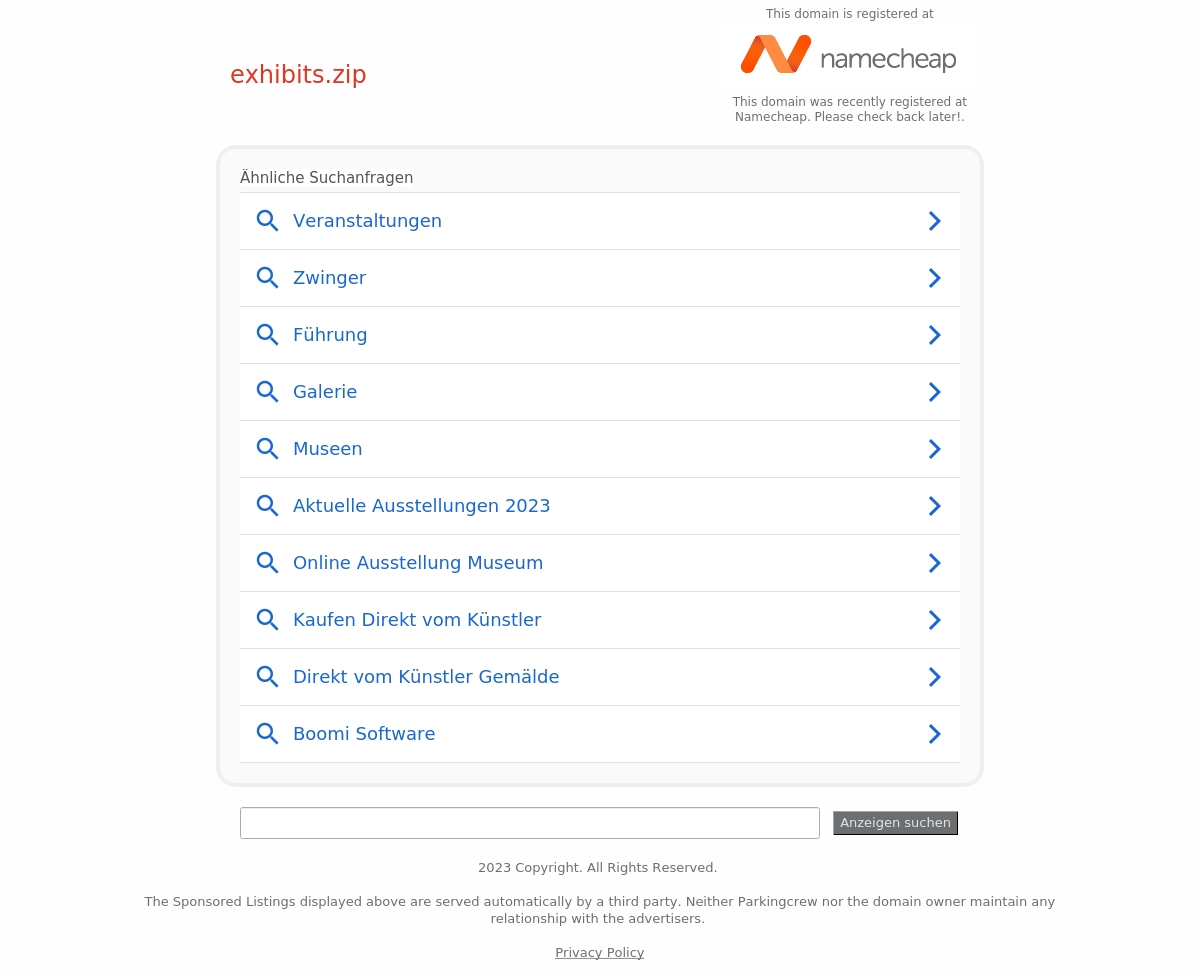 This domain is registered at
namecheap
exhibits.zip
This domain was recently registered at
Namecheap. Please check back later!.
Ähnliche Suchanfragen
Veranstaltungen
Zwinger
Führung
Galerie
Museen
Aktuelle Ausstellungen 2023
Online Ausstellung Museum
Kaufen Direkt vom Künstler
Direkt vom Künstler Gemälde
Boomi Software
Anzeigen suchen
2023 Copyright. All Rights Reserved.
The Sponsored Listings displayed above are served automatically by a third party. Neither Parkingcrew nor the domain owner maintain any
relationship with the advertisers.
Privacy Policy